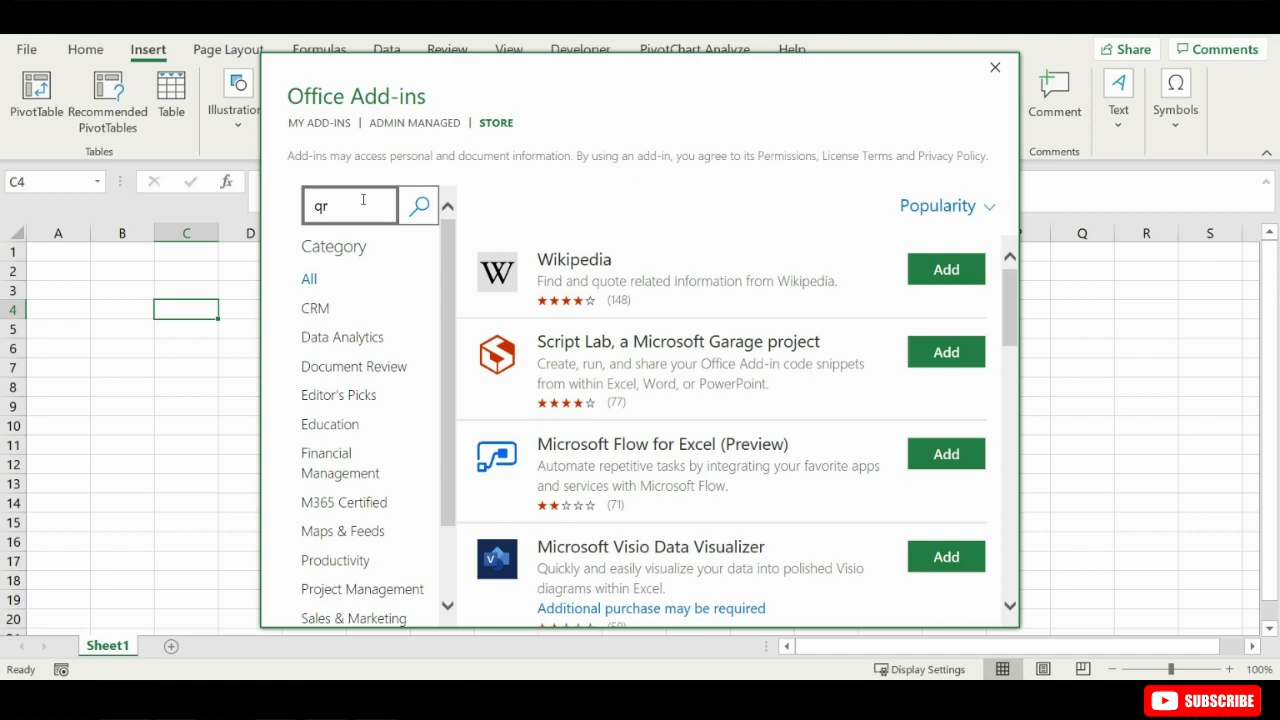 File Home Insert Page Layout Formulas Data Review View Developer PivotChart Analyze Help Share Comments
PivotTable Recommended PivotTables Table
Tables
Illustration
Comment
Comments
Text
Symbols
C4
fx
Office Add-ins
MY ADD-INS | ADMIN MANAGED | STORE
Add-ins may access personal and document information. By using an add-in, you agree to its Permissions, License Terms and Privacy Policy.
qr
Popularity
Category
All
CRM
Data Analytics
Document Review
Editor's Picks
Education
Financial
Management
M365 Certified
Maps & Feeds
Productivity
Project Management
Sales & Marketing
W
Wikipedia
Find and quote related information from Wikipedia.
(148)
Add
Script Lab, a Microsoft Garage project
Create, run, and share your Office Add-in code snippets
from within Excel, Word, or PowerPoint.
(77)
Add
Microsoft Flow for Excel (Preview)
Automate repetitive tasks by integrating your favorite apps
and services with Microsoft Flow.
(71)
Add
V
Microsoft Visio Data Visualizer
Quickly and easily visualize your data into polished Visio
diagrams within Excel.
Additional purchase may be required
Add
A B C D Q R S
1
2
3
4
5
6
7
8
9
10
11
12
13
14
15
16
17
18
19
20
Sheet1
Ready
Display Settings
100%
SUBSCRIBE